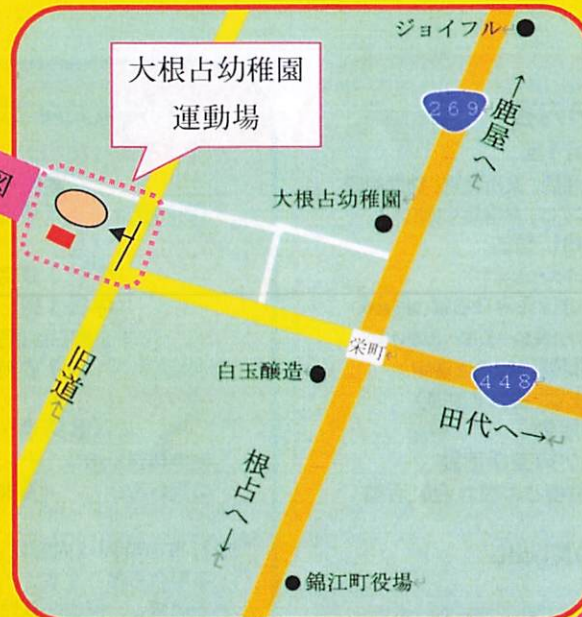 ジョイフル
大根占幼稚園
運動場
269
↑鹿屋へ
図
大根占幼稚園
栄町
旧道
白玉醸造
448
田代へ→
根占へ↓
錦江町役場